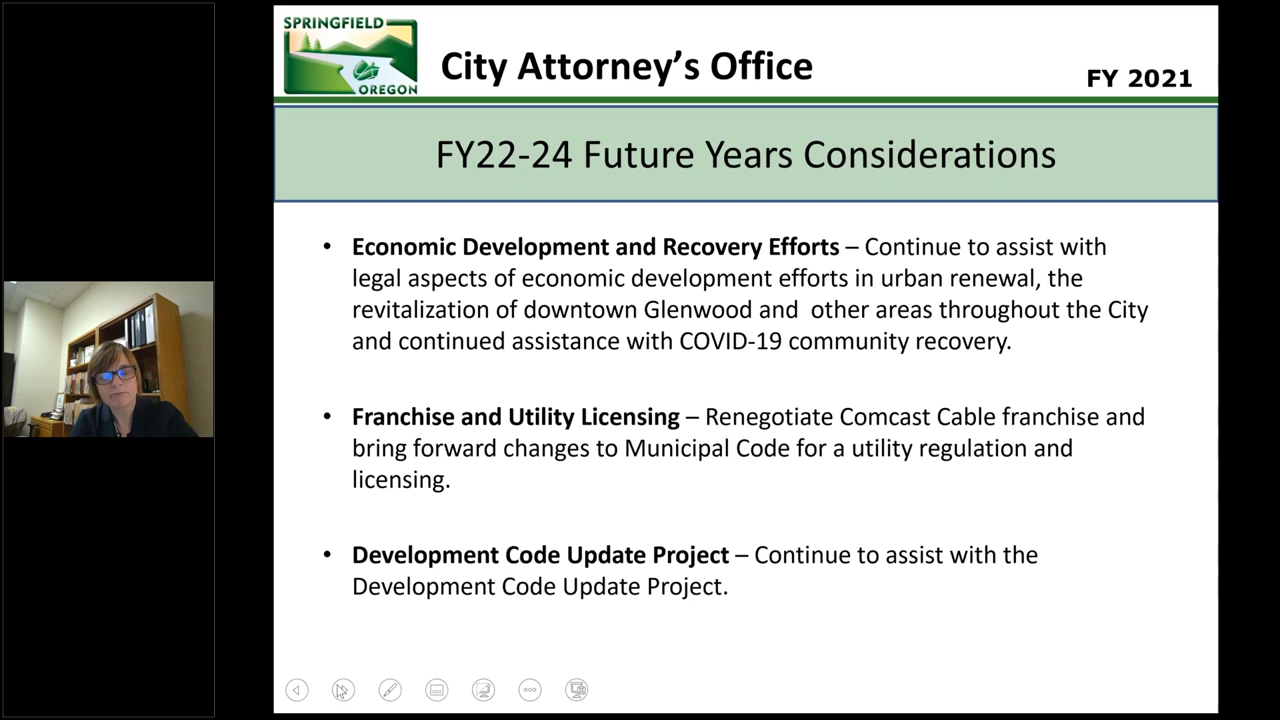 SPRINGFIELD
OREGON
City Attorney's Office
FY 2021
FY22-24 Future Years Considerations
• Economic Development and Recovery Efforts – Continue to assist with
legal aspects of economic development efforts in urban renewal, the
revitalization of downtown Glenwood and  other areas throughout the City
and continued assistance with COVID-19 community recovery.
• Franchise and Utility Licensing – Renegotiate Comcast Cable franchise and
bring forward changes to Municipal Code for a utility regulation and
licensing.
• Development Code Update Project – Continue to assist with the
Development Code Update Project.